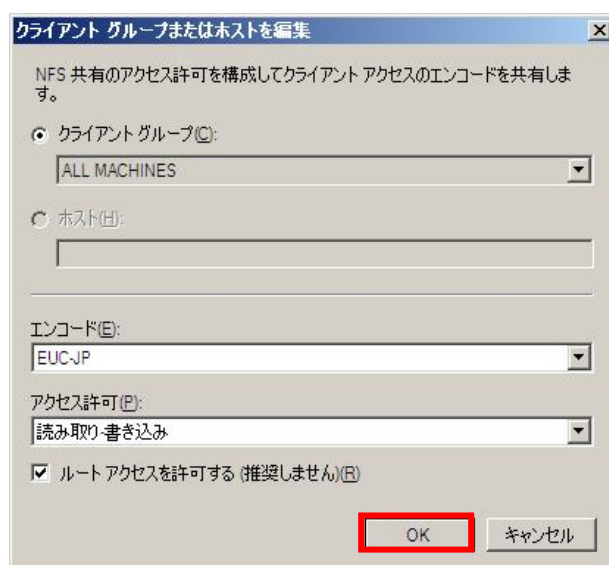 クライアント グループまたはホストを編集
NFS 共有のアクセス許可を構成してクライアント アクセスのエンコードを共有しま
す。
クライアント グループ(C):
ALL MACHINES
ホスト(H):
エンコード(E):
EUC-JP
アクセス許可(P):
読み取り-書き込み
ルート アクセスを許可する (推奨しません)(R)
OK キャンセル